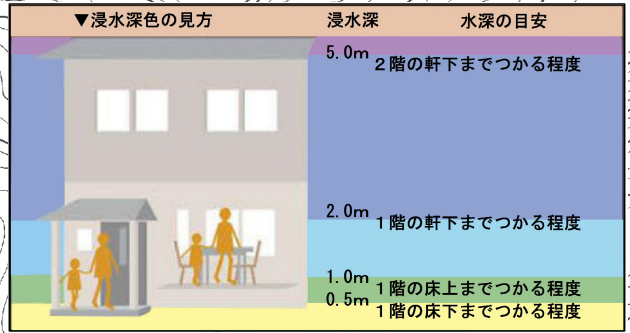 ▼浸水深色の見方 浸水深 水深の目安
5.0m 2階の軒下までつかる程度
2.0m 1階の軒下までつかる程度
1.0m 1階の床上までつかる程度
0.5m 1階の床下までつかる程度